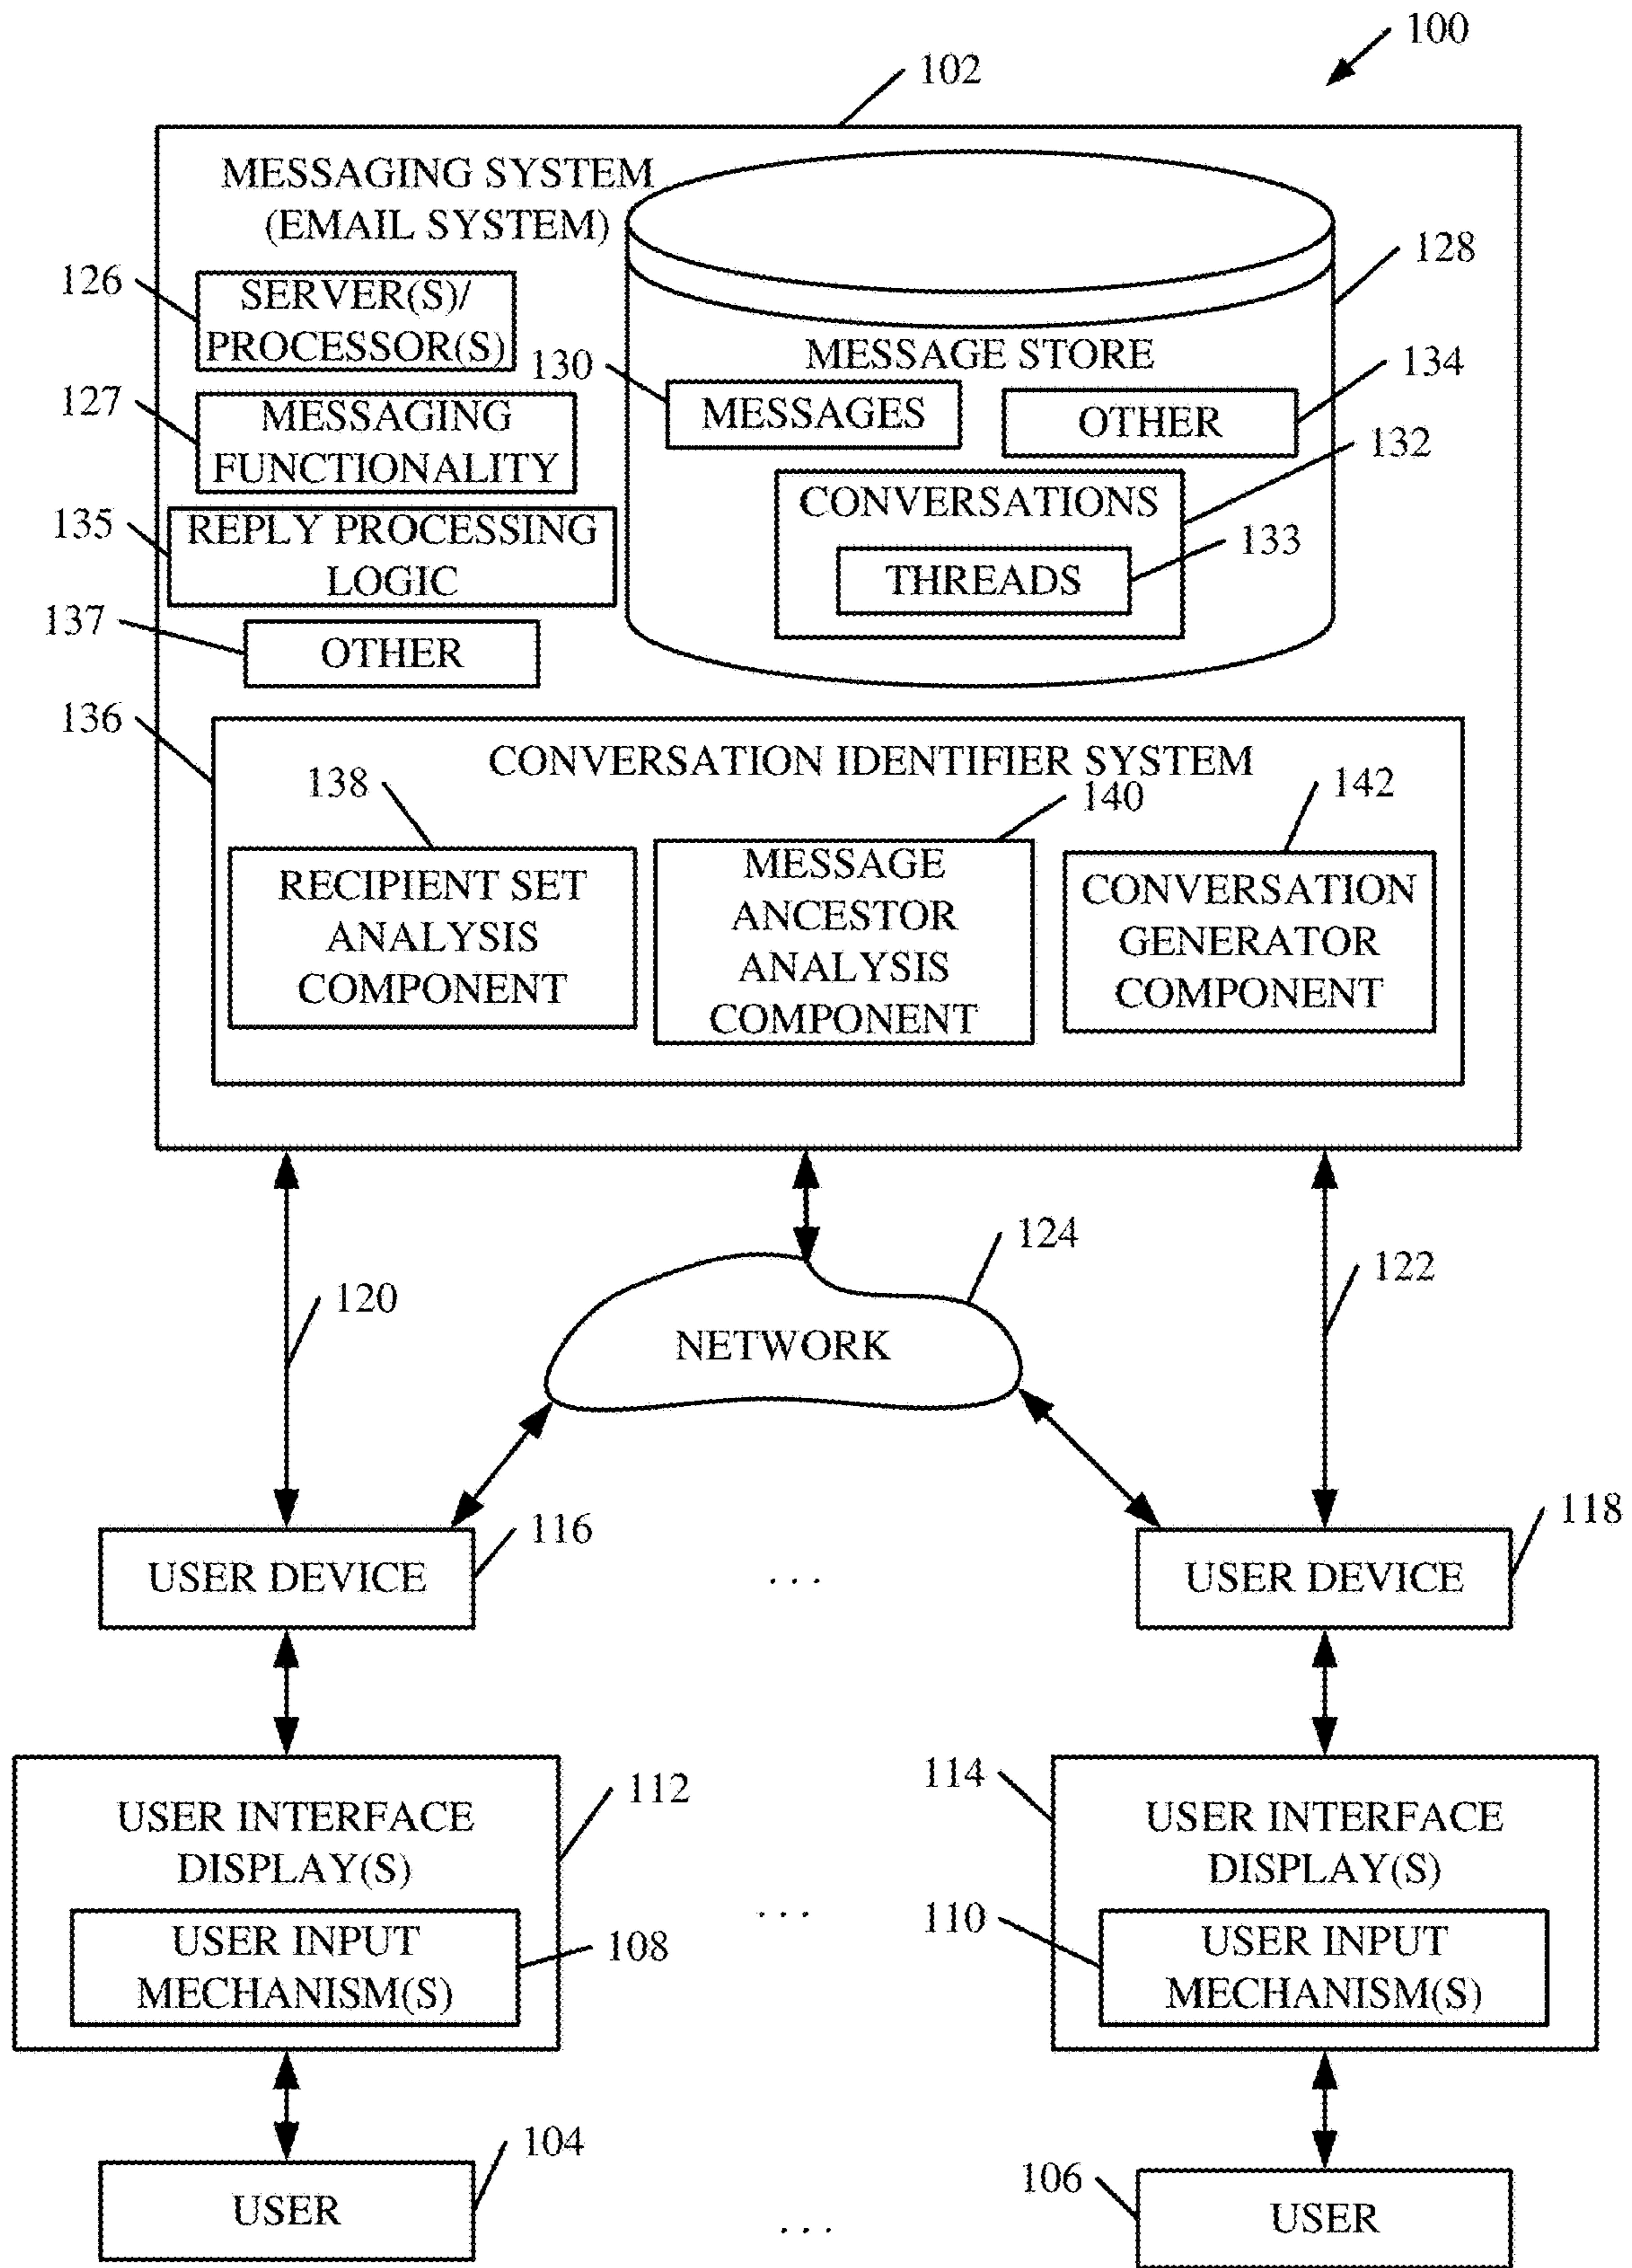 100
102
MESSAGING SYSTEM
(EMAIL SYSTEM)
126
SERVER(S)/
PROCESSOR(S)
127
MESSAGING
FUNCTIONALITY
135
REPLY PROCESSING
LOGIC
137
OTHER
128
MESSAGE STORE
130
MESSAGES
134
OTHER
132
CONVERSATIONS
133
THREADS
136
CONVERSATION IDENTIFIER SYSTEM
138
RECIPIENT SET
ANALYSIS
COMPONENT
140
MESSAGE
ANCESTOR
ANALYSIS
COMPONENT
142
CONVERSATION
GENERATOR
COMPONENT
120
124
NETWORK
122
116
USER DEVICE
. . .
118
USER DEVICE
112
USER INTERFACE
DISPLAY(S)
108
USER INPUT
MECHANISM(S)
. . .
114
USER INTERFACE
DISPLAY(S)
110
USER INPUT
MECHANISM(S)
104
USER
. . .
106
USER